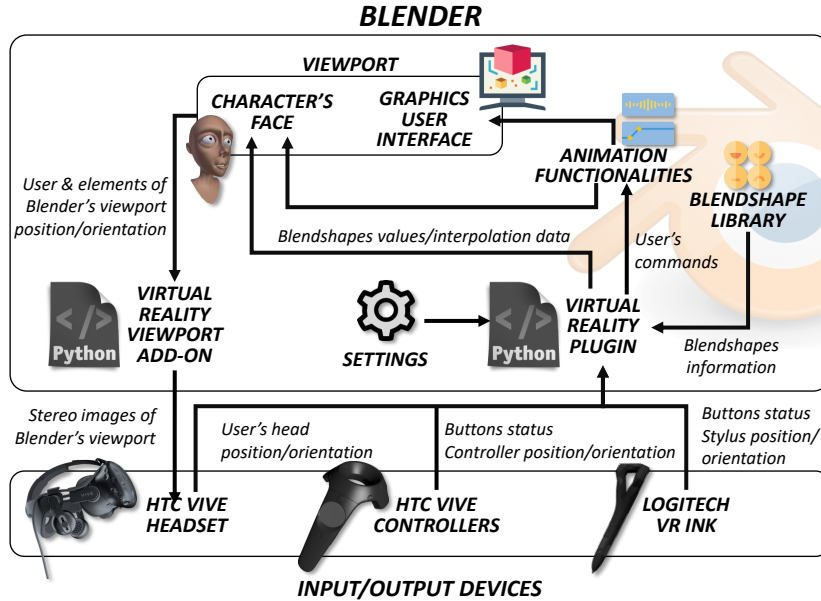 BLENDER
VIEWPORT
CHARACTER'S
FACE
GRAPHICS
USER
INTERFACE
ANIMATION
FUNCTIONALITIES
BLENDSHAPE
LIBRARY
User & elements of
Blender's viewport
position/orientation
Blendshapes values/interpolation data
User's
commands
</>
Python
VIRTUAL
REALITY
VIEWPORT
ADD-ON
SETTINGS
</>
Python
VIRTUAL
REALITY
PLUGIN
Blendshapes
information
Stereo images of
Blender's viewport
User's head
position/orientation
Buttons status
Controller position/orientation
Buttons status
Stylus position/
orientation
HTC VIVE
HEADSET
HTC VIVE
CONTROLLERS
LOGITECH
VR INK
INPUT/OUTPUT DEVICES